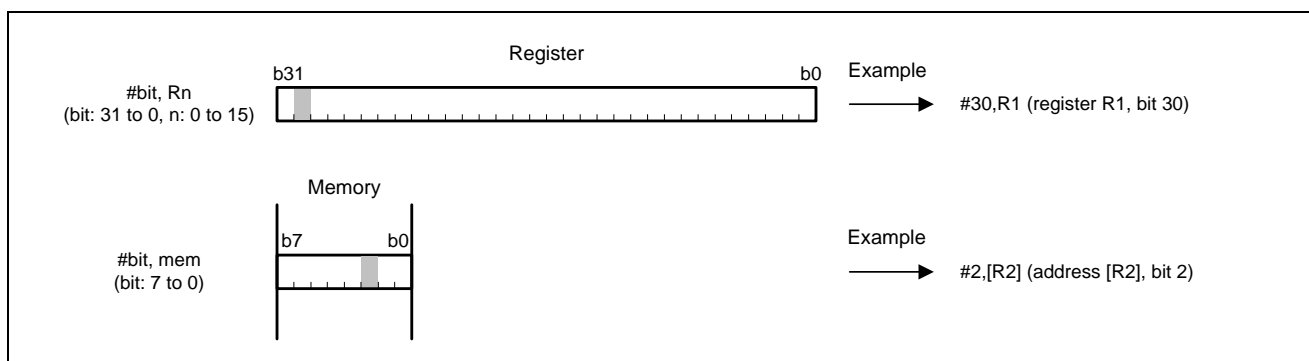 Register
b31 b0
#bit, Rn
(bit: 31 to 0, n: 0 to 15)
Example
#30,R1 (register R1, bit 30)
Memory
b7 b0
#bit, mem
(bit: 7 to 0)
Example
#2,[R2] (address [R2], bit 2)